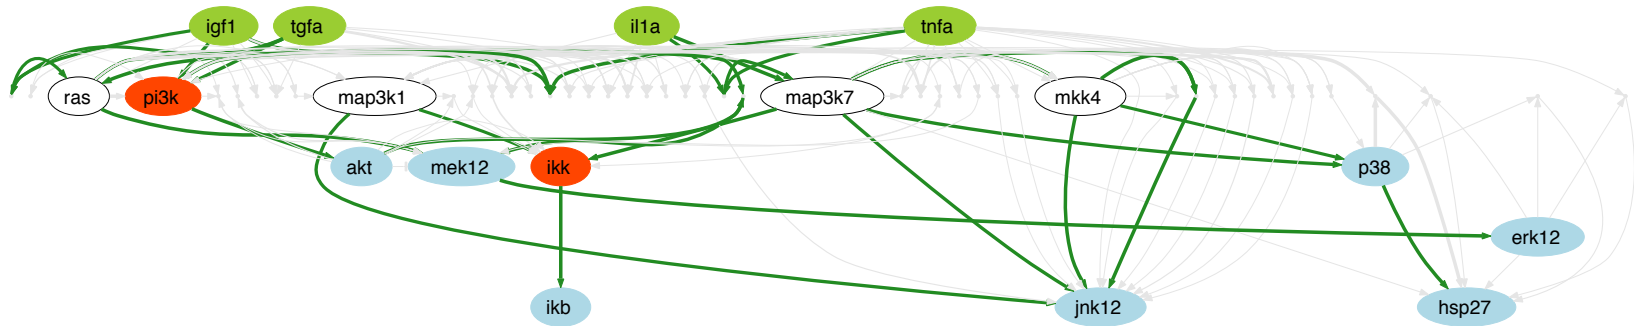 igf1 tgfa il1a tnfa
ras pi3k map3k1 map3k7 mkk4
akt mek12 ikk p38
erk12
ikb jnk12 hsp27